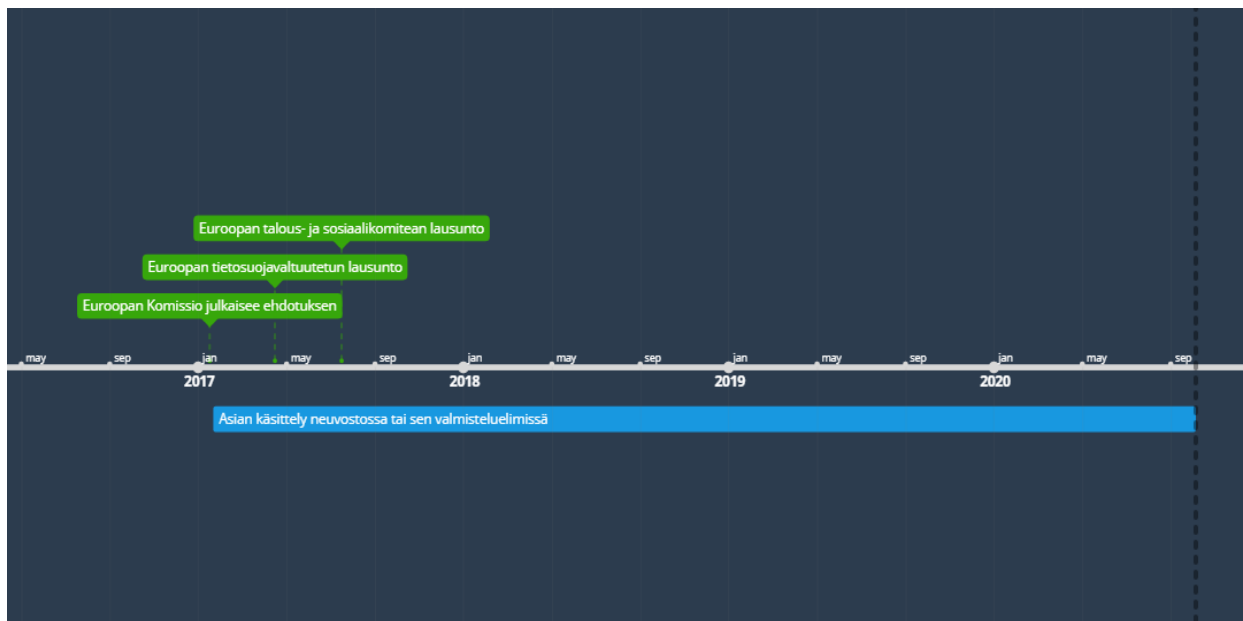 Euroopan talous- ja sosiaalikomitean lausunto
Euroopan tietosuojavaltuutetun lausunto
Euroopan Komissio julkaisee ehdotuksen
may sep jan may sep jan may sep jan may sep jan may sep
2017 2018 2019 2020
Asian käsittely neuvostossa tai sen valmisteluelimissä